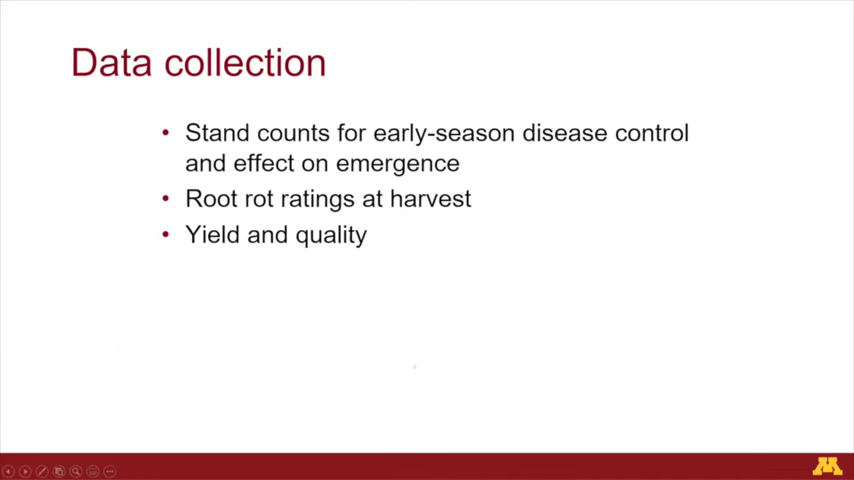 Data collection
• Stand counts for early-season disease control
and effect on emergence
• Root rot ratings at harvest
• Yield and quality
M